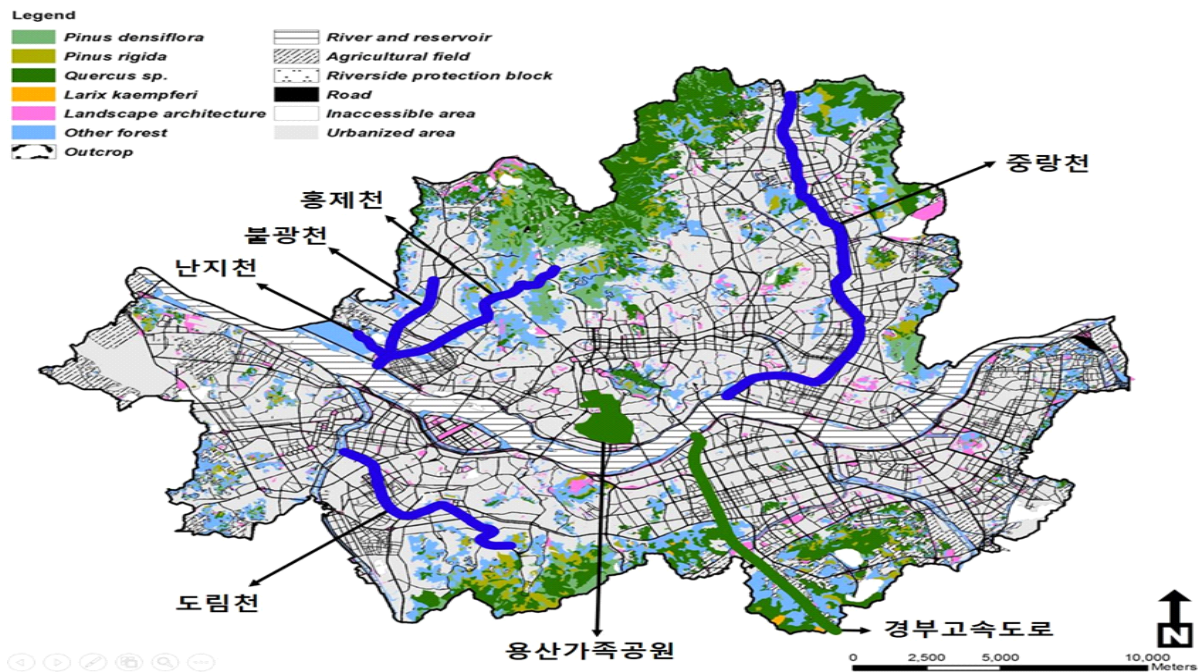 Legend
Pinus densiflora
Pinus rigida
Quercus sp.
Larix kaempferi
Landscape architecture
Other forest
Outcrop
River and reservoir
Agricultural field
Riverside protection block
Road
Inaccessible area
Urbanized area
중랑천
홍제천
불광천
난지천
도림천
용산가족공원
경부고속도로
N
0 2,500 5,000 10,000
Meters